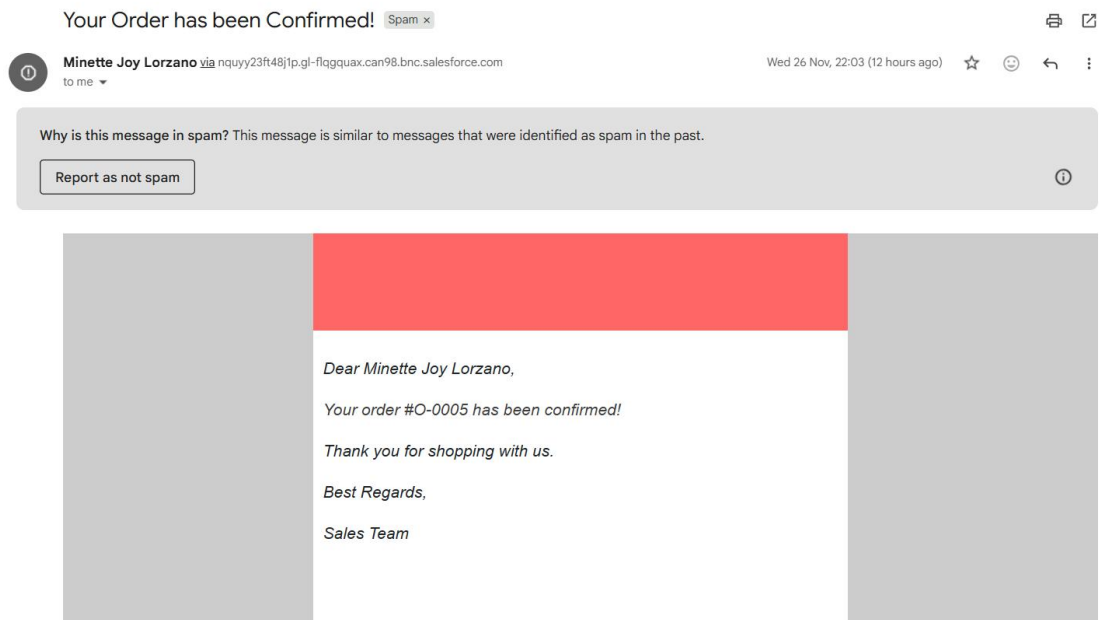 Your Order has been Confirmed! Spam ×
Minette Joy Lorzano via nquyy23ft48j1p.gl-flqgquax.can98.bnc.salesforce.com
Wed 26 Nov, 22:03 (12 hours ago)
to me
Why is this message in spam? This message is similar to messages that were identified as spam in the past.
Report as not spam
Dear Minette Joy Lorzano,
Your order #O-0005 has been confirmed!
Thank you for shopping with us.
Best Regards,
Sales Team